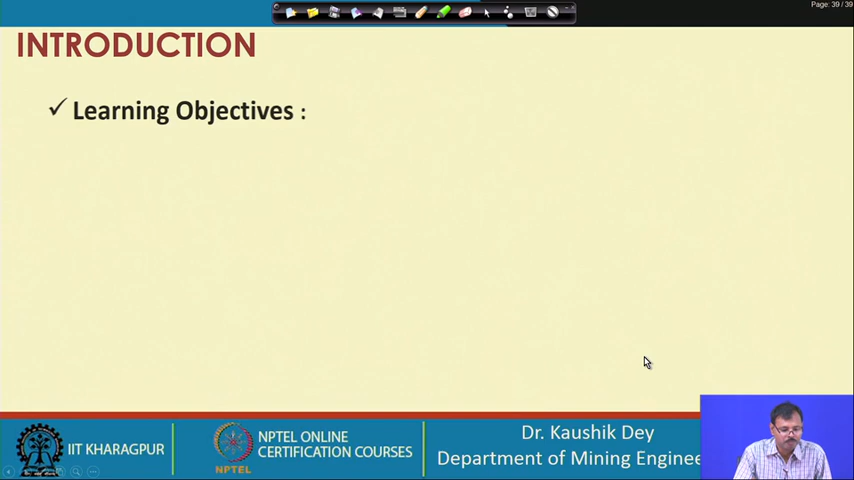 Page: 39 / 39
INTRODUCTION
✓ Learning Objectives :
IIT KHARAGPUR
NPTEL
NPTEL ONLINE
CERTIFICATION COURSES
Dr. Kaushik Dey
Department of Mining Enginee